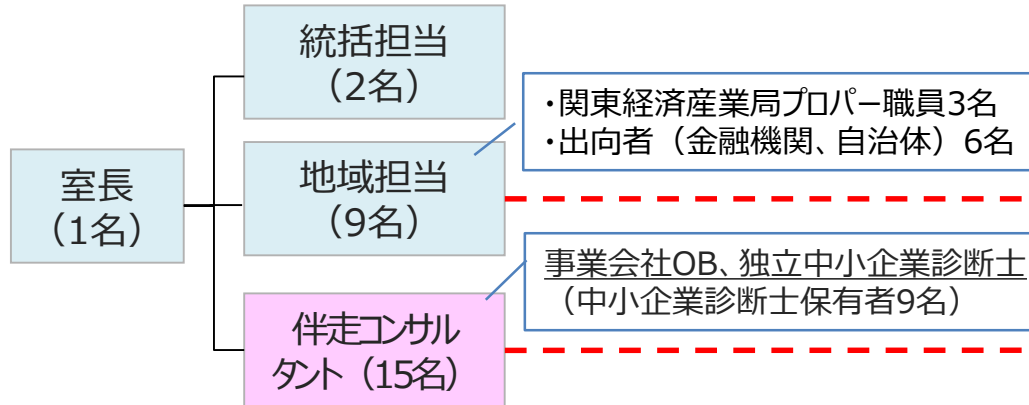 統括担当
（2名）
・関東経済産業局プロパー職員3名
・出向者（金融機関、自治体）6名
室長
（1名）
地域担当
（9名）
事業会社OB、独立中小企業診断士
（中小企業診断士保有者9名）
伴走コンサル
タント（15名）